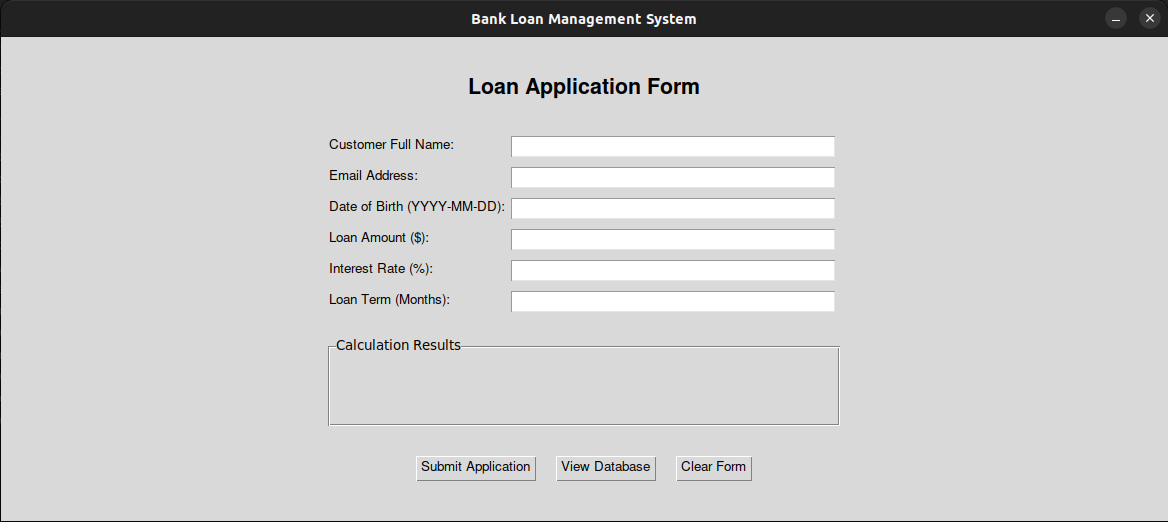 Bank Loan Management System
Loan Application Form
Customer Full Name:
Email Address:
Date of Birth (YYYY-MM-DD):
Loan Amount ($):
Interest Rate (%):
Loan Term (Months):
Calculation Results
Submit Application View Database Clear Form